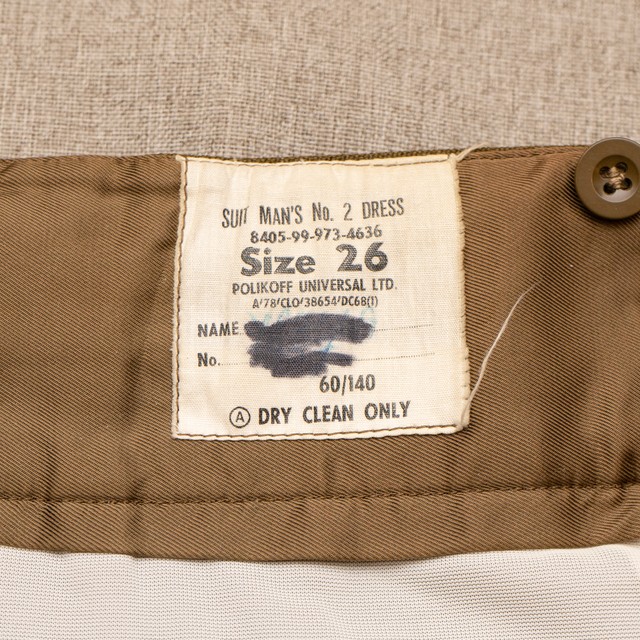 SUIT MAN'S No. 2 DRESS
8405-99-973-4636
Size 26
POLIKOFF UNIVERSAL LTD.
A/78/CLO/38654/DC68(1)
NAME
No.
60/140
Ⓐ DRY CLEAN ONLY